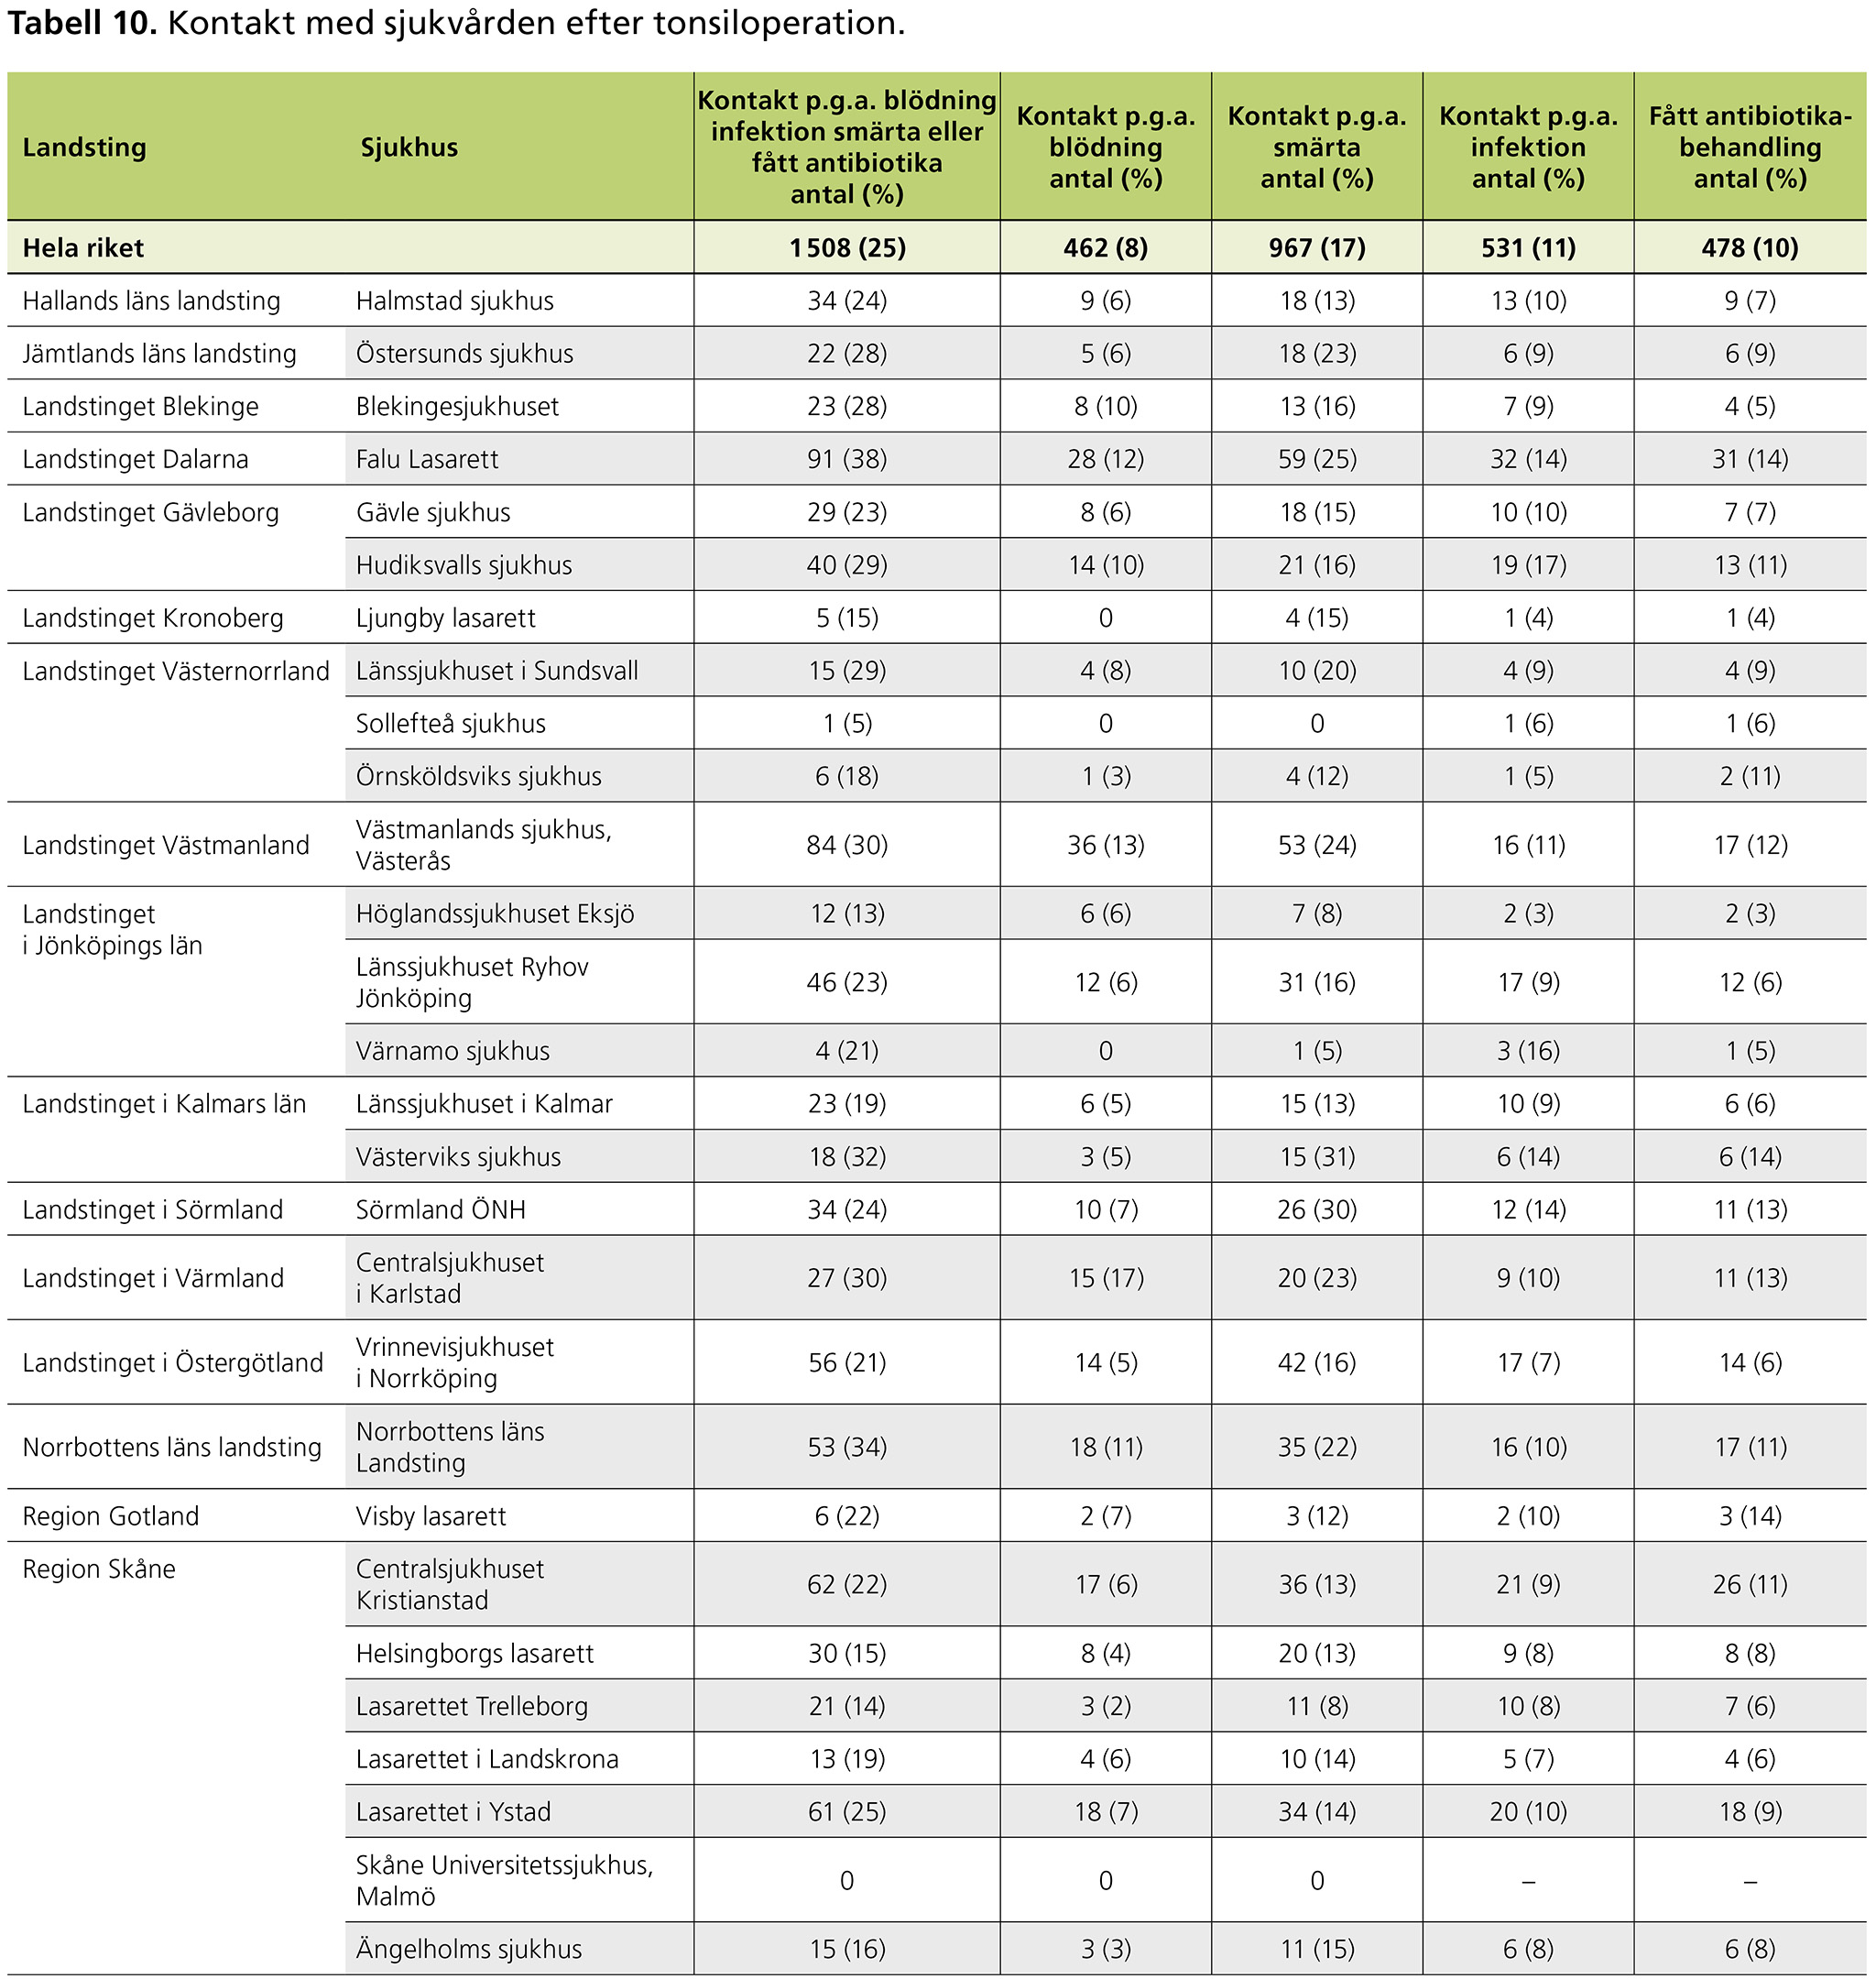 Tabell 10. Kontakt med sjukvården efter tonsiloperation.
Landsting Sjukhus Kontakt p.g.a. blödning infektion smärta eller fått antibiotika antal (%) Kontakt p.g.a. blödning antal (%) Kontakt p.g.a. smärta antal (%) Kontakt p.g.a. infektion antal (%) Fått antibiotika-behandling antal (%)
Hela riket 1 508 (25) 462 (8) 967 (17) 531 (11) 478 (10)
Hallands läns landsting Halmstad sjukhus 34 (24) 9 (6) 18 (13) 13 (10) 9 (7)
Jämtlands läns landsting Östersunds sjukhus 22 (28) 5 (6) 18 (23) 6 (9) 6 (9)
Landstinget Blekinge Blekingesjukhuset 23 (28) 8 (10) 13 (16) 7 (9) 4 (5)
Landstinget Dalarna Falu Lasarett 91 (38) 28 (12) 59 (25) 32 (14) 31 (14)
Landstinget Gävleborg Gävle sjukhus 29 (23) 8 (6) 18 (15) 10 (10) 7 (7)
Hudiksvalls sjukhus 40 (29) 14 (10) 21 (16) 19 (17) 13 (11)
Landstinget Kronoberg Ljungby lasarett 5 (15) 0 4 (15) 1 (4) 1 (4)
Landstinget Västernorrland Länssjukhuset i Sundsvall 15 (29) 4 (8) 10 (20) 4 (9) 4 (9)
Sollefteå sjukhus 1 (5) 0 0 1 (6) 1 (6)
Örnsköldsviks sjukhus 6 (18) 1 (3) 4 (12) 1 (5) 2 (11)
Landstinget Västmanland Västmanlands sjukhus, Västerås 84 (30) 36 (13) 53 (24) 16 (11) 17 (12)
Landstinget i Jönköpings län Höglandssjukhuset Eksjö 12 (13) 6 (6) 7 (8) 2 (3) 2 (3)
Länssjukhuset Ryhov Jönköping 46 (23) 12 (6) 31 (16) 17 (9) 12 (6)
Värnamo sjukhus 4 (21) 0 1 (5) 3 (16) 1 (5)
Landstinget i Kalmars län Länssjukhuset i Kalmar 23 (19) 6 (5) 15 (13) 10 (9) 6 (6)
Västerviks sjukhus 18 (32) 3 (5) 15 (31) 6 (14) 6 (14)
Landstinget i Sörmland Sörmland ÖNH 34 (24) 10 (7) 26 (30) 12 (14) 11 (13)
Landstinget i Värmland Centralsjukhuset i Karlstad 27 (30) 15 (17) 20 (23) 9 (10) 11 (13)
Landstinget i Östergötland Vrinnevisjukhuset i Norrköping 56 (21) 14 (5) 42 (16) 17 (7) 14 (6)
Norrbottens läns landsting Norrbottens läns Landsting 53 (34) 18 (11) 35 (22) 16 (10) 17 (11)
Region Gotland Visby lasarett 6 (22) 2 (7) 3 (12) 2 (10) 3 (14)
Region Skåne Centralsjukhuset Kristianstad 62 (22) 17 (6) 36 (13) 21 (9) 26 (11)
Helsingborgs lasarett 30 (15) 8 (4) 20 (13) 9 (8) 8 (8)
Lasarettet Trelleborg 21 (14) 3 (2) 11 (8) 10 (8) 7 (6)
Lasarettet i Landskrona 13 (19) 4 (6) 10 (14) 5 (7) 4 (6)
Lasarettet i Ystad 61 (25) 18 (7) 34 (14) 20 (10) 18 (9)
Skåne Universitetssjukhus, Malmö 0 0 0 – –
Ängelholms sjukhus 15 (16) 3 (3) 11 (15) 6 (8) 6 (8)